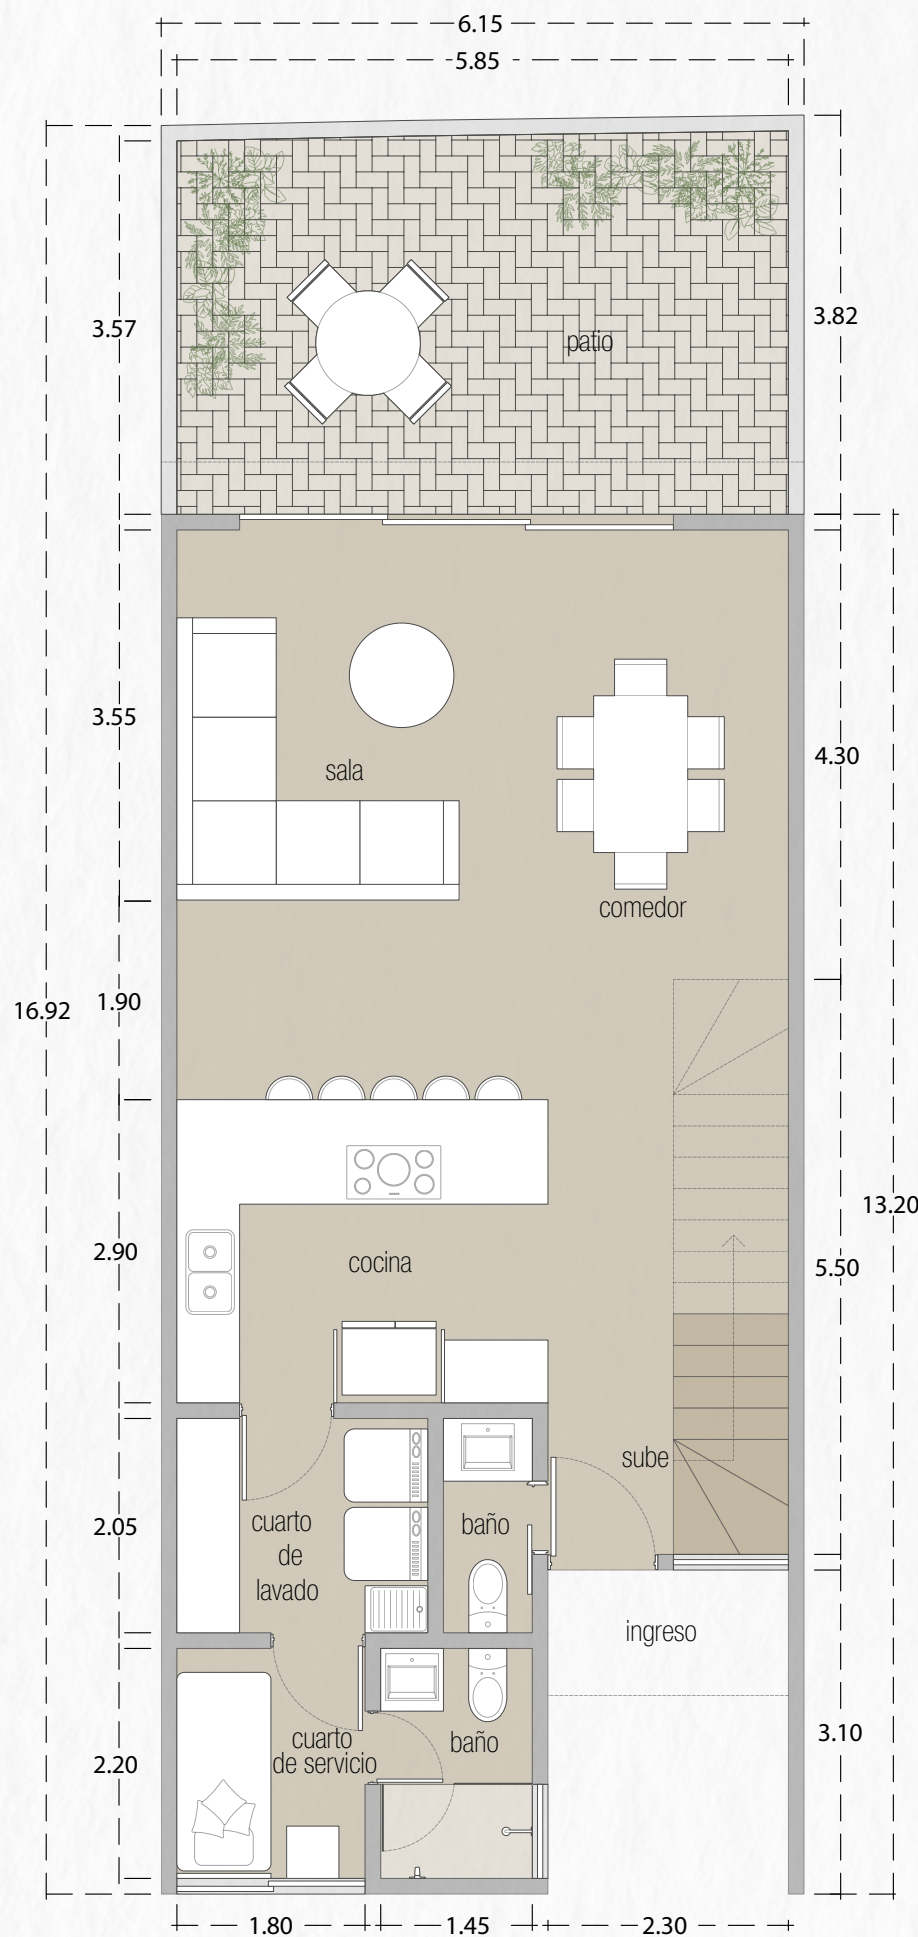 6.15
5.85
3.57
3.82
patio
3.55
4.30
sala
comedor
16.92
1.90
13.20
2.90
cocina
5.50
sube
2.05
cuarto
de
lavado
baño
ingreso
2.20
cuarto
de servicio
baño
3.10
1.80
1.45
2.30